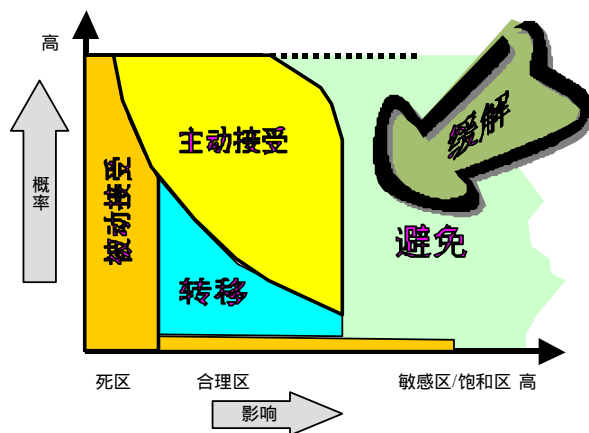 高
缓解
主动接受
概率
被动接受
避免
转移
死区
合理区
敏感区/饱和区 高
影响